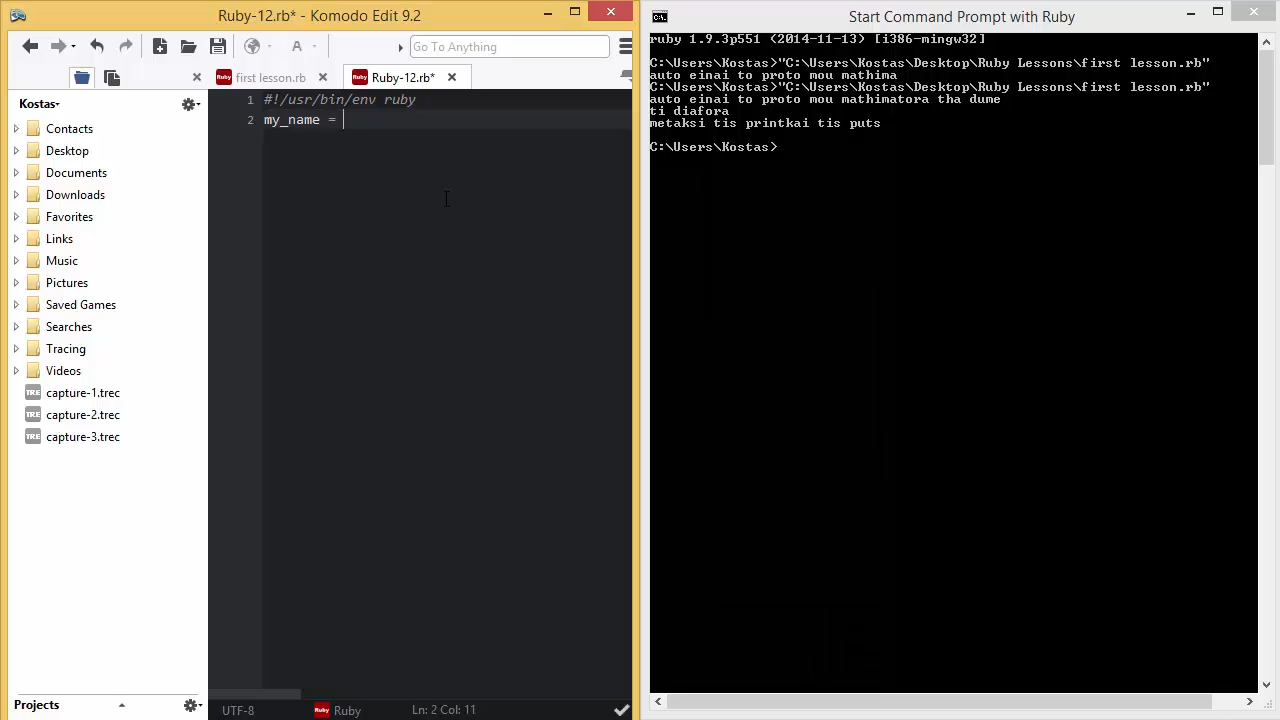 Ruby-12.rb* - Komodo Edit 9.2
Go To Anything
first lesson.rb
Ruby-12.rb*
Kostas
Contacts
Desktop
Documents
Downloads
Favorites
Links
Music
Pictures
Saved Games
Searches
Tracing
Videos
capture-1.trec
capture-2.trec
capture-3.trec
Projects
1 #!/usr/bin/env ruby
2 my_name =
UTF-8
Ruby
Ln: 2 Col: 11
Start Command Prompt with Ruby
ruby 1.9.3p551 (2014-11-13) [i386-mingw32]
C:\Users\Kostas>"C:\Users\Kostas\Desktop\Ruby Lessons\first lesson.rb"
auto einai to proto mou mathima
C:\Users\Kostas>"C:\Users\Kostas\Desktop\Ruby Lessons\first lesson.rb"
auto einai to proto mou mathimatora tha dume
ti diafora
metaksi tis printkai tis puts
C:\Users\Kostas>